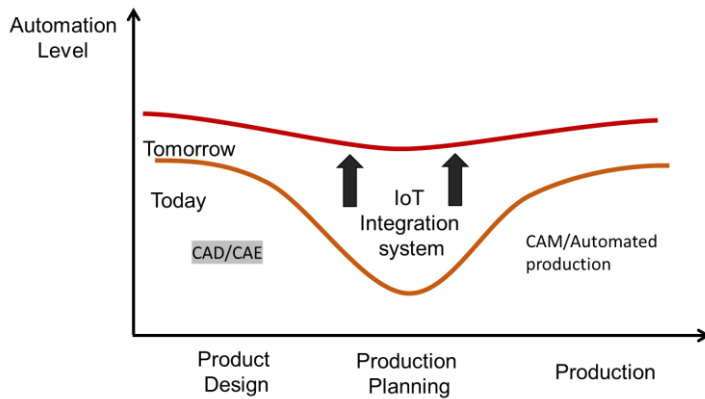 Automation
Level
Tomorrow
Today
IoT
Integration
system
CAD/CAE
CAM/Automated
production
Product
Design
Production
Planning
Production